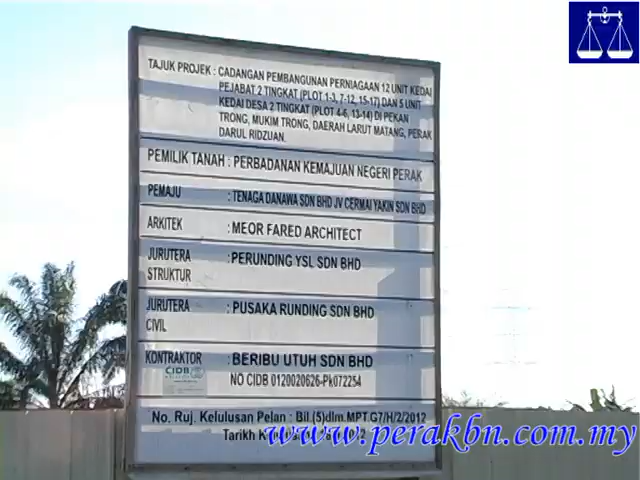 TAJUK PROJEK : CADANGAN PEMBANGUNAN PERNIAGAAN 12 UNIT KEDAI
PEJABAT 2 TINGKAT (PLOT 1-3, 7-12, 15-17) DAN 5 UNIT
KEDAI DESA 2 TINGKAT (PLOT 4-6, 13-14) DI PEKAN
TRONG, MUKIM TRONG, DAERAH LARUT MATANG, PERAK
DARUL RIDZUAN.
PEMILIK TANAH : PERBADANAN KEMAJUAN NEGERI PERAK
PEMAJU : TENAGA DANAWA SDN BHD JV CERMAI YAKIN SDN BHD
ARKITEK : MEOR FARED ARCHITECT
JURUTERA : PERUNDING YSL SDN BHD
STRUKTUR
JURUTERA : PUSAKA RUNDING SDN BHD
CIVIL
KONTRAKTOR : BERIBU UTUH SDN BHD
CIDB NO CIDB 0120020626-Pk072254
No. Ruj. Kelulusan Pelan : Bil.(5)dlm.MPT.G7/H/2/2012
Tarikh
www.perakbn.com.my